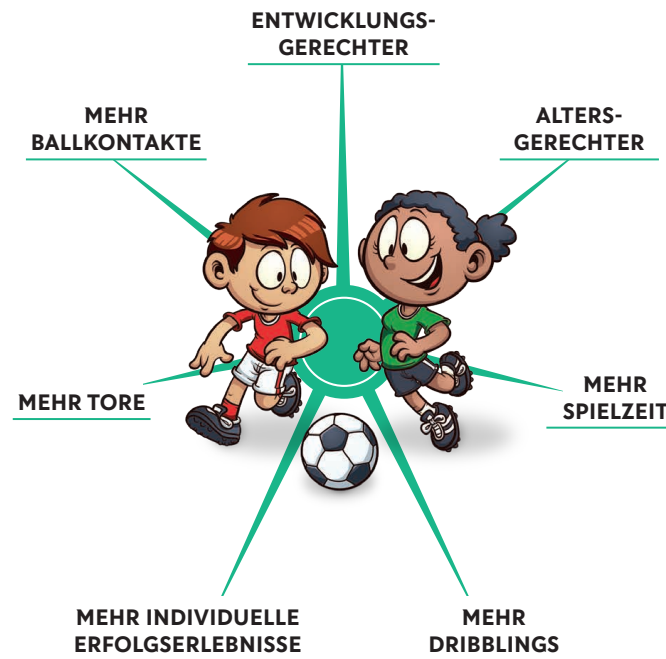 ENTWICKLUNGS-
GERECHTER
MEHR
BALLKONTAKTE
ALTERS-
GERECHTER
MEHR TORE
MEHR
SPIELZEIT
MEHR INDIVIDUELLE
ERFOLGSERLEBNISSE
MEHR
DRIBBLINGS